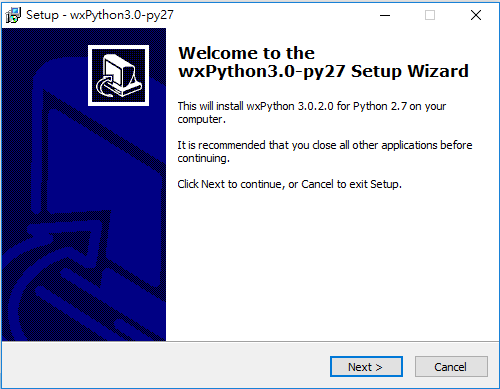 Setup - wxPython3.0-py27
Welcome to the
wxPython3.0-py27 Setup Wizard
This will install wxPython 3.0.2.0 for Python 2.7 on your
computer.
It is recommended that you close all other applications before
continuing.
Click Next to continue, or Cancel to exit Setup.
Next >
Cancel